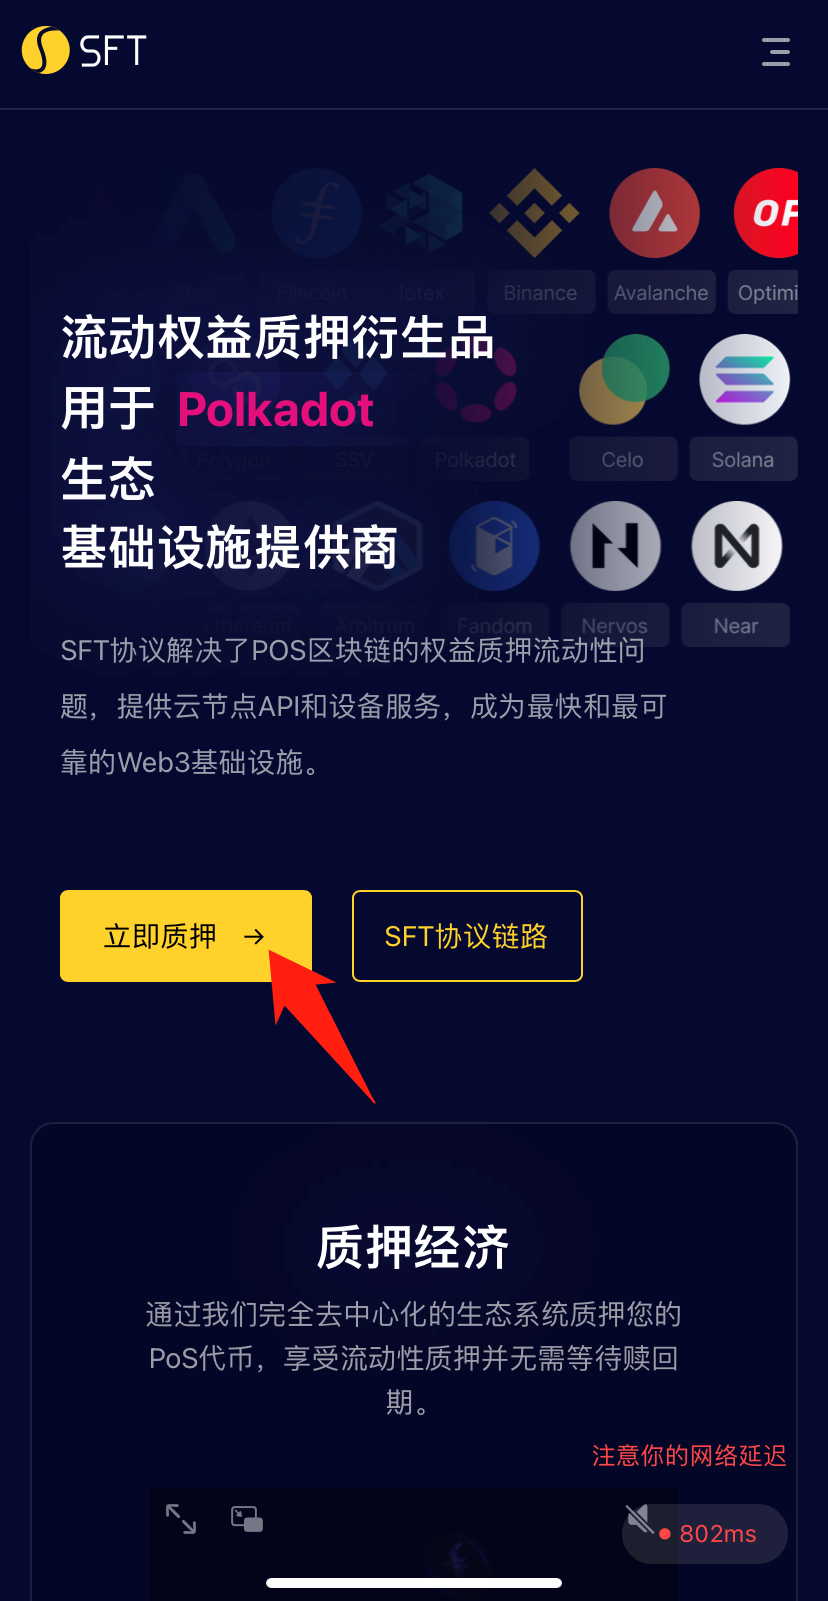 SFT
Filecoin
Iotex
Binance
Avalanche
Optimi
OP
流动权益质押衍生品
用于 Polkadot
生态
基础设施提供商
Polygon
SSV
Polkadot
Celo
Solana
Ethereum
Arbitrum
Fandom
Nervos
Near
SFT协议解决了POS区块链的权益质押流动性问
题，提供云节点API和设备服务，成为最快和最可
靠的Web3基础设施。
立即质押 →
SFT协议链路
质押经济
通过我们完全去中心化的生态系统质押您的
PoS代币，享受流动性质押并无需等待赎回
期。
注意你的网络延迟
802ms